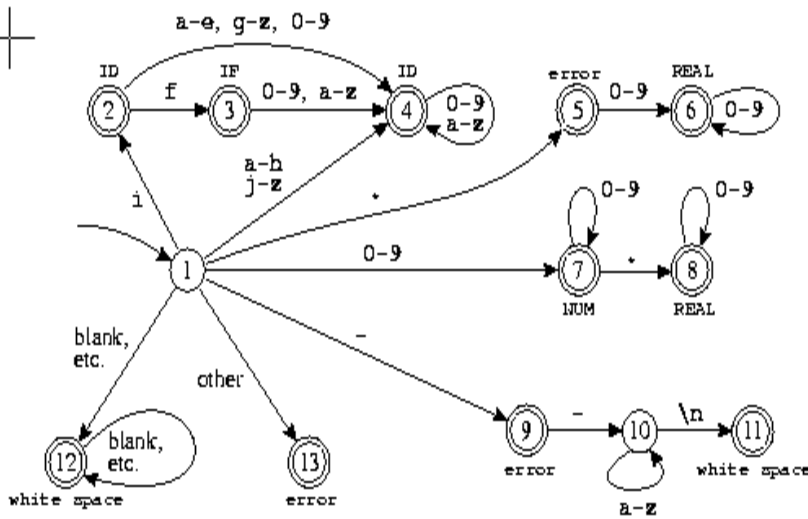 a-e, g-z, 0-9
ID
IF
ID
error
REAL
2
f
3
0-9, a-z
4
0-9
a-z
5
0-9
6
0-9
a-h
j-z
i
.
0-9
0-9
1
0-9
7
.
8
NUM
REAL
blank,
etc.
other
-
12
blank,
etc.
13
9
-
10
\n
11
white space
error
error
white space
a-z